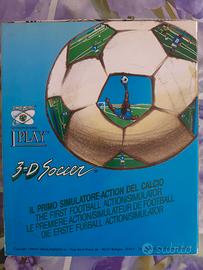 I PLAY
3-D Soccer
IL PRIMO SIMULATORE-ACTION DEL CALCIO
THE FIRST FOOTBALL ACTION/SIMULATOR
LE PREMIERE ACTION/SIMULATEUR DE FOOTBALL
DIE ERSTE FUßBALL ACTION/SIMULATOR
subito